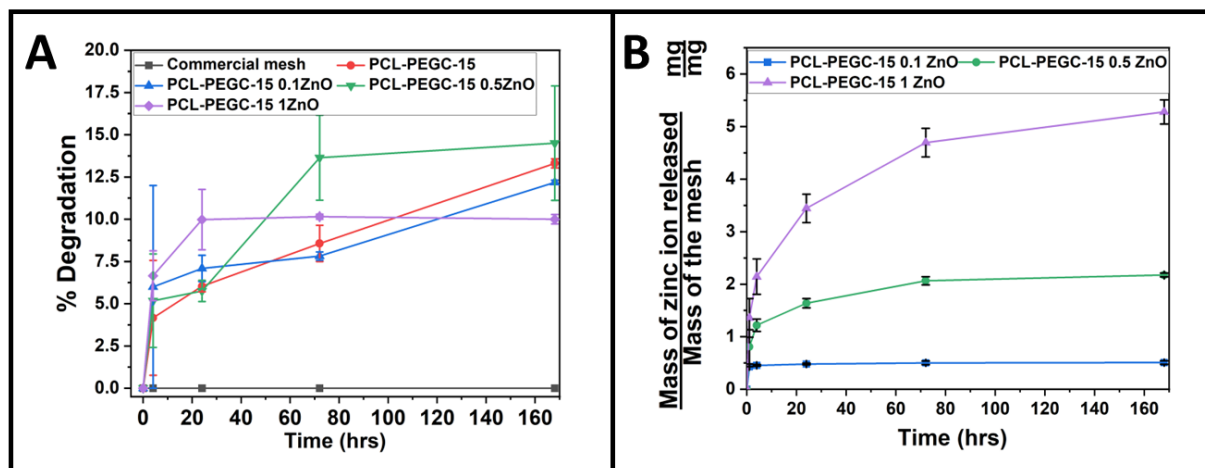 A
20.0
17.5
15.0
12.5
10.0
7.5
5.0
2.5
0.0
% Degradation
Commercial mesh PCL-PEGC-15
PCL-PEGC-15 0.1ZnO PCL-PEGC-15 0.5ZnO
PCL-PEGC-15 1ZnO
0 20 40 60 80 100 120 140 160
Time (hrs)
B
Mass of zinc ion released mg
Mass of the mesh mg
6
5
4
3
2
1
0
PCL-PEGC-15 0.1 ZnO PCL-PEGC-15 0.5 ZnO
PCL-PEGC-15 1 ZnO
0 20 40 60 80 100 120 140 160
Time (hrs)